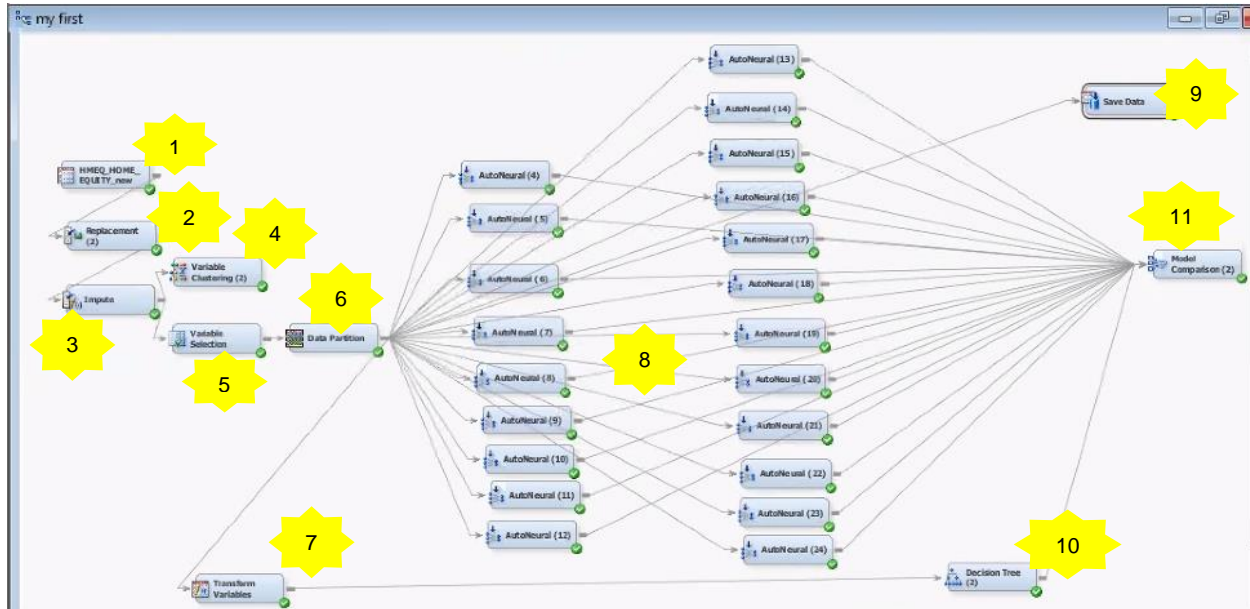 my first
1
HMEQ_HOME_
EQUITY_new
2
Replacement
(2)
3
Impute
4
Variable
Clustering (2)
5
Variable
Selection
6
Data Partition
7
Transform
Variables
8
AutoNeural (4)
AutoNeural (5)
AutoNeural (6)
AutoNeural (7)
AutoNeural (8)
AutoNeural (9)
AutoNeural (10)
AutoNeural (11)
AutoNeural (12)
AutoNeural (13)
AutoNeural (14)
AutoNeural (15)
AutoNeural (16)
AutoNeural (17)
AutoNeural (18)
AutoNeural (19)
AutoNeural (20)
AutoNeural (21)
AutoNeural (22)
AutoNeural (23)
AutoNeural (24)
9
Save Data
10
Decision Tree
(2)
11
Model
Comparison (2)